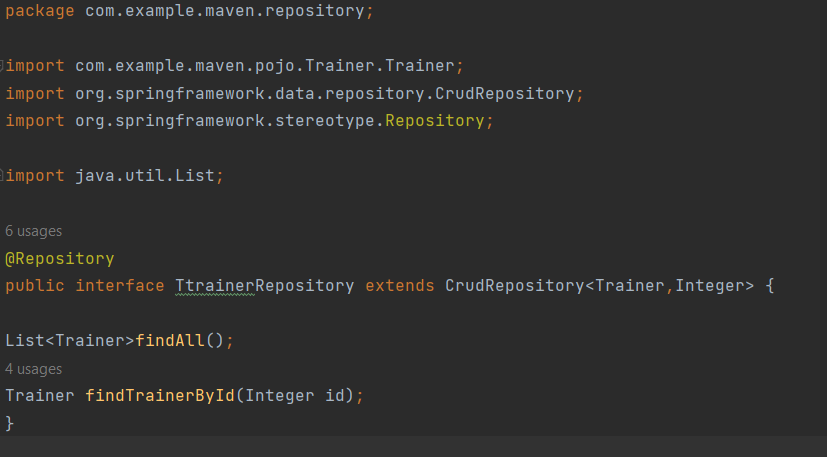 package com.example.maven.repository;
import com.example.maven.pojo.Trainer.Trainer;
import org.springframework.data.repository.CrudRepository;
import org.springframework.stereotype.Repository;
import java.util.List;
6 usages
@Repository
public interface TtrainerRepository extends CrudRepository<Trainer,Integer> {
List<Trainer>findAll();
4 usages
Trainer findTrainerById(Integer id);
}